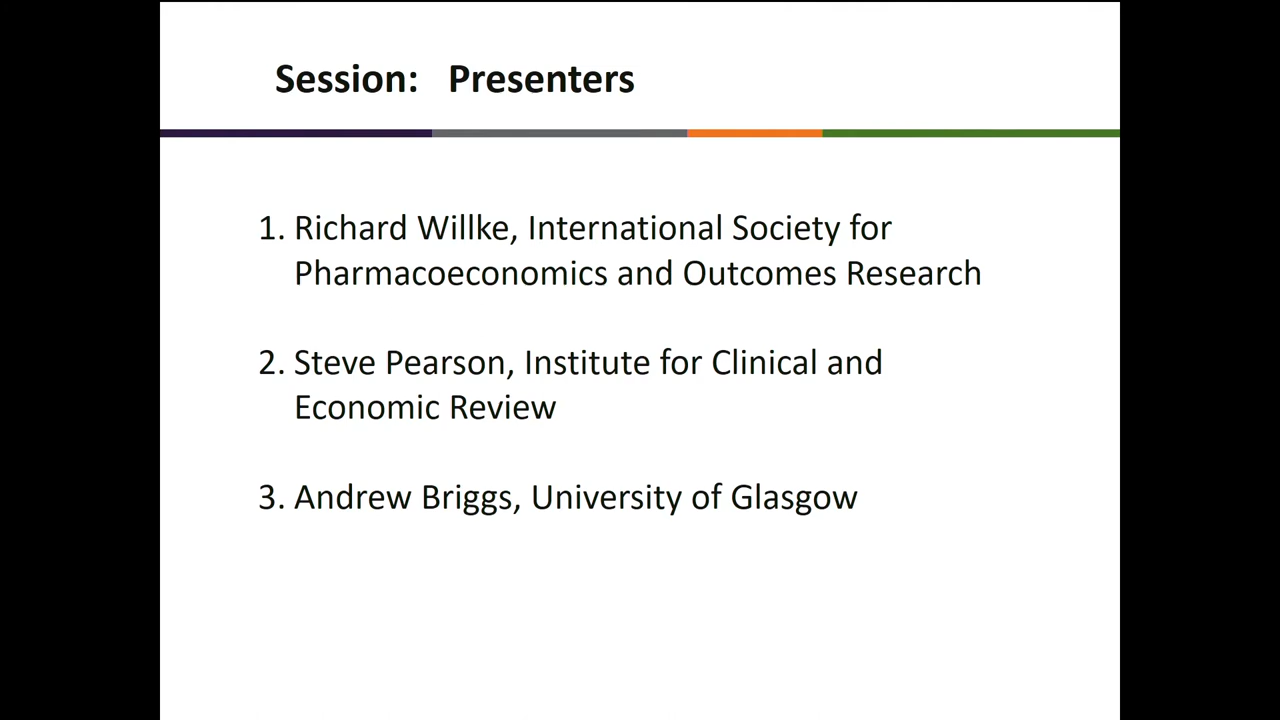 Session: Presenters
1. Richard Willke, International Society for
Pharmacoeconomics and Outcomes Research
2. Steve Pearson, Institute for Clinical and
Economic Review
3. Andrew Briggs, University of Glasgow